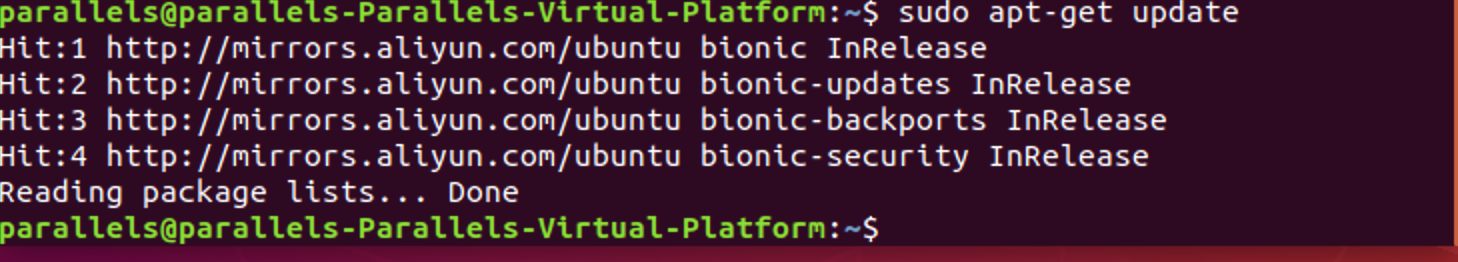 parallels@parallels-Parallels-Virtual-Platform:~$ sudo apt-get update
Hit:1 http://mirrors.aliyun.com/ubuntu bionic InRelease
Hit:2 http://mirrors.aliyun.com/ubuntu bionic-updates InRelease
Hit:3 http://mirrors.aliyun.com/ubuntu bionic-backports InRelease
Hit:4 http://mirrors.aliyun.com/ubuntu bionic-security InRelease
Reading package lists... Done
parallels@parallels-Parallels-Virtual-Platform:~$